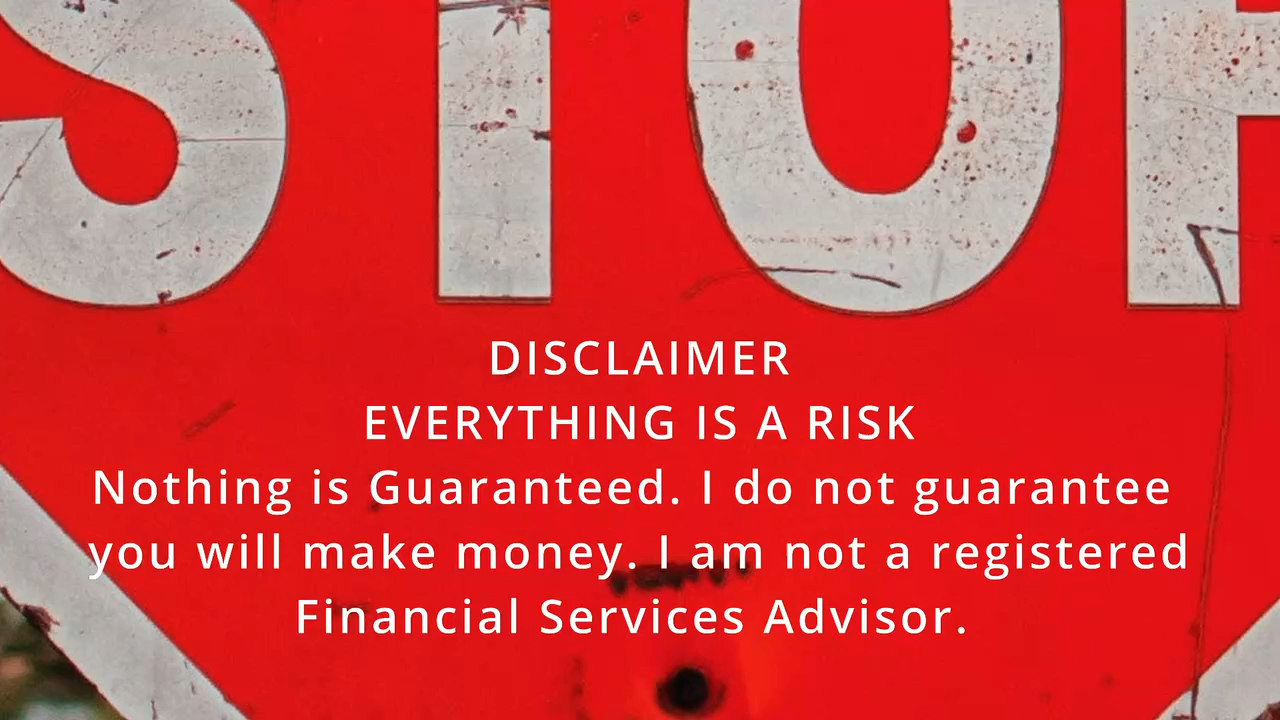 STOP
DISCLAIMER
EVERYTHING IS A RISK
Nothing is Guaranteed. I do not guarantee
you will make money. I am not a registered
Financial Services Advisor.